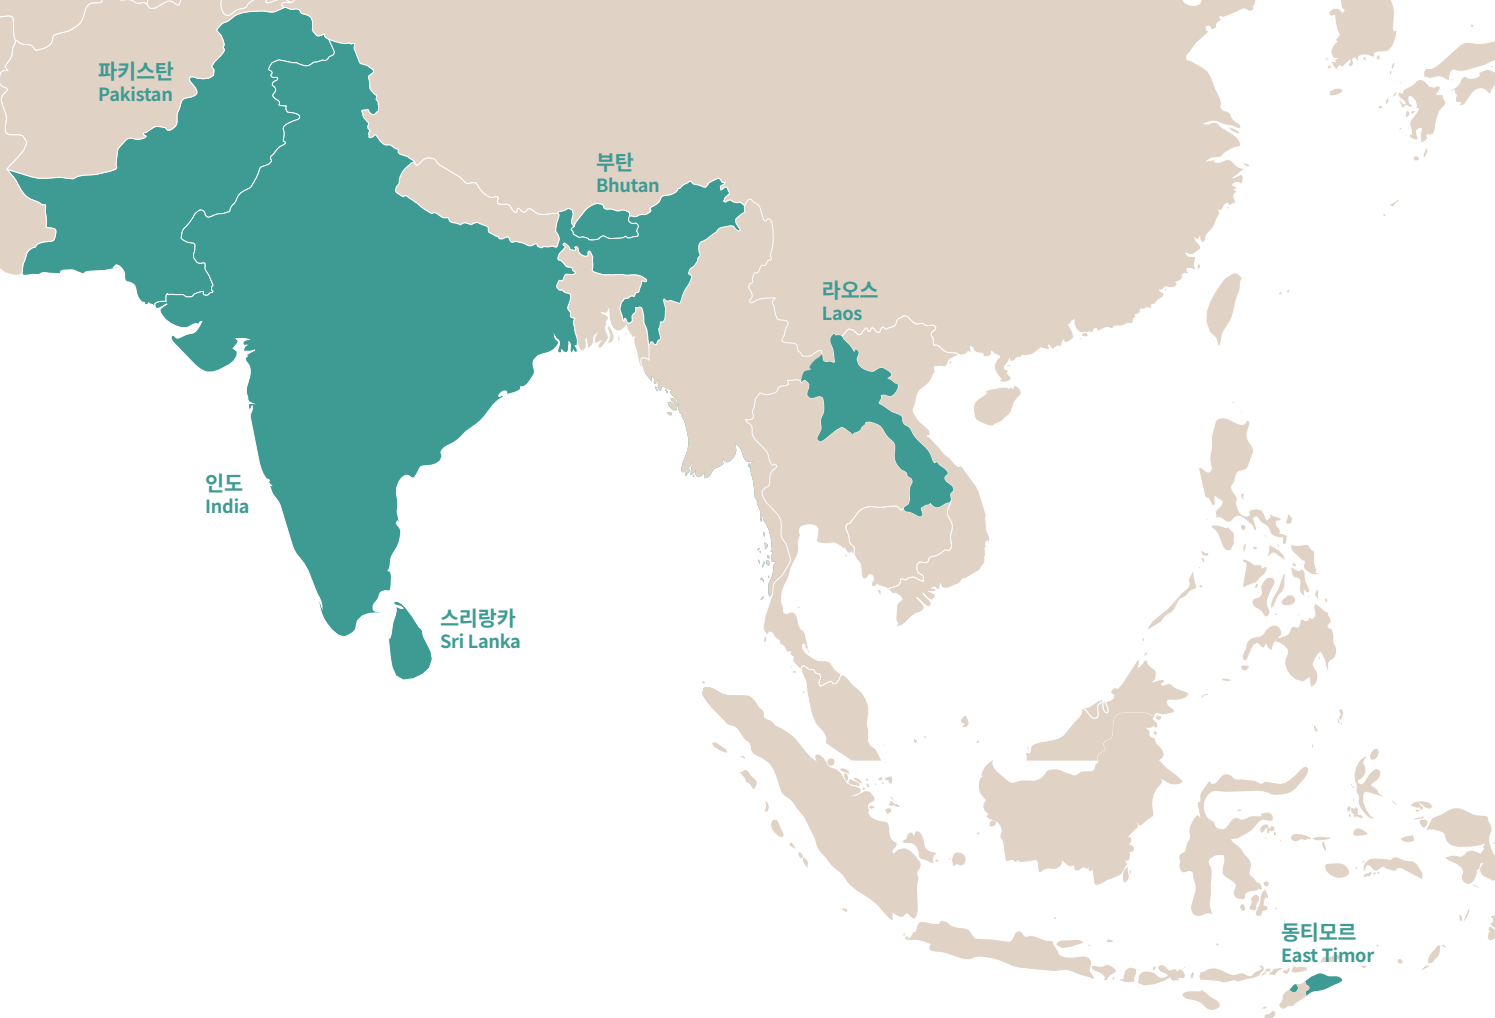 파키스탄
Pakistan
부탄
Bhutan
라오스
Laos
인도
India
스리랑카
Sri Lanka
동티모르
East Timor